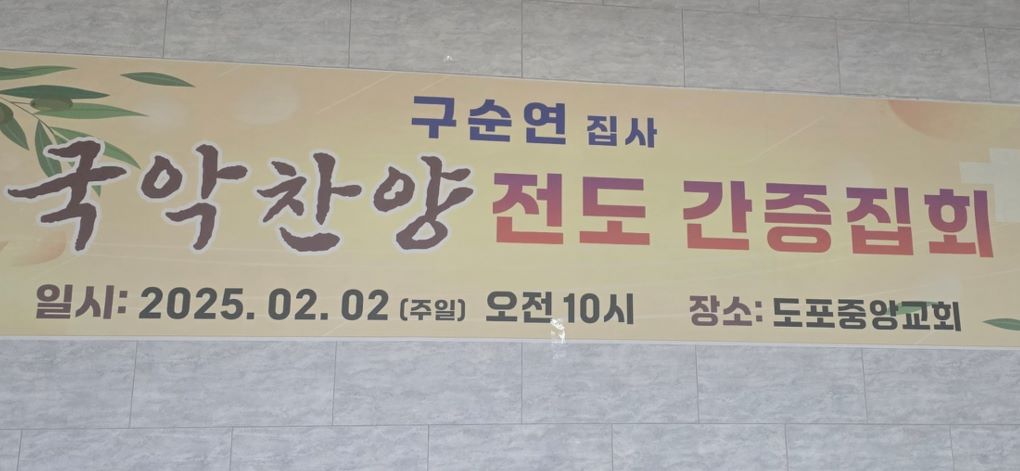 구순연 집사
국악찬양 전도 간증집회
일시: 2025. 02. 02 (주일) 오전 10시 장소: 도포중앙교회